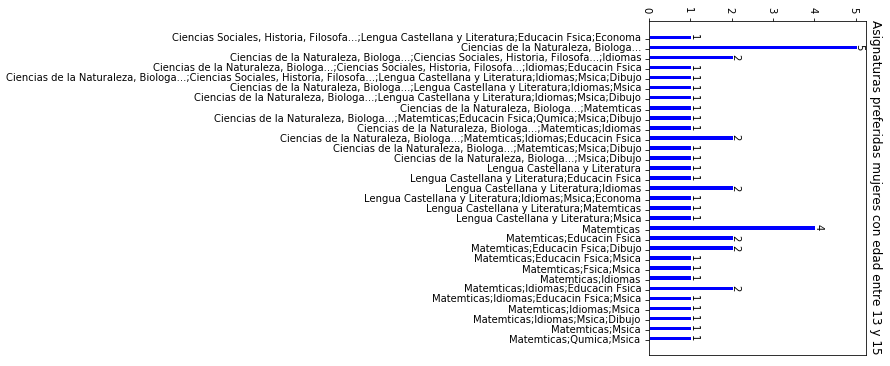 Asignaturas preferidas mujeres con edad entre 13 y 15
0 1 2 3 4 5
Ciencias Sociales, Historia, Filosofa...;Lengua Castellana y Literatura;Educacin Fsica;Economa 1
Ciencias de la Naturaleza, Biologa... 5
Ciencias de la Naturaleza, Biologa...;Ciencias Sociales, Historia, Filosofa...;Idiomas 2
Ciencias de la Naturaleza, Biologa...;Ciencias Sociales, Historia, Filosofa...;Idiomas;Educacin Fsica 1
Ciencias de la Naturaleza, Biologa...;Ciencias Sociales, Historia, Filosofa...;Lengua Castellana y Literatura;Idiomas;Msica;Dibujo 1
Ciencias de la Naturaleza, Biologa...;Lengua Castellana y Literatura;Idiomas;Msica 1
Ciencias de la Naturaleza, Biologa...;Lengua Castellana y Literatura;Idiomas;Msica;Dibujo 1
Ciencias de la Naturaleza, Biologa...;Matemticas 1
Ciencias de la Naturaleza, Biologa...;Matemticas;Educacin Fsica;Qumica;Msica;Dibujo 1
Ciencias de la Naturaleza, Biologa...;Matemticas;Idiomas 1
Ciencias de la Naturaleza, Biologa...;Matemticas;Idiomas;Educacin Fsica 2
Ciencias de la Naturaleza, Biologa...;Matemticas;Msica;Dibujo 1
Ciencias de la Naturaleza, Biologa...;Msica;Dibujo 1
Lengua Castellana y Literatura 1
Lengua Castellana y Literatura;Educacin Fsica 1
Lengua Castellana y Literatura;Idiomas 2
Lengua Castellana y Literatura;Idiomas;Msica;Economa 1
Lengua Castellana y Literatura;Matemticas 1
Lengua Castellana y Literatura;Msica 1
Matemticas 4
Matemticas;Educacin Fsica 2
Matemticas;Educacin Fsica;Dibujo 2
Matemticas;Educacin Fsica;Msica 1
Matemticas;Fsica;Msica 1
Matemticas;Idiomas 1
Matemticas;Idiomas;Educacin Fsica 2
Matemticas;Idiomas;Educacin Fsica;Msica 1
Matemticas;Idiomas;Msica 1
Matemticas;Idiomas;Msica;Dibujo 1
Matemticas;Msica 1
Matemticas;Qumica;Msica 1